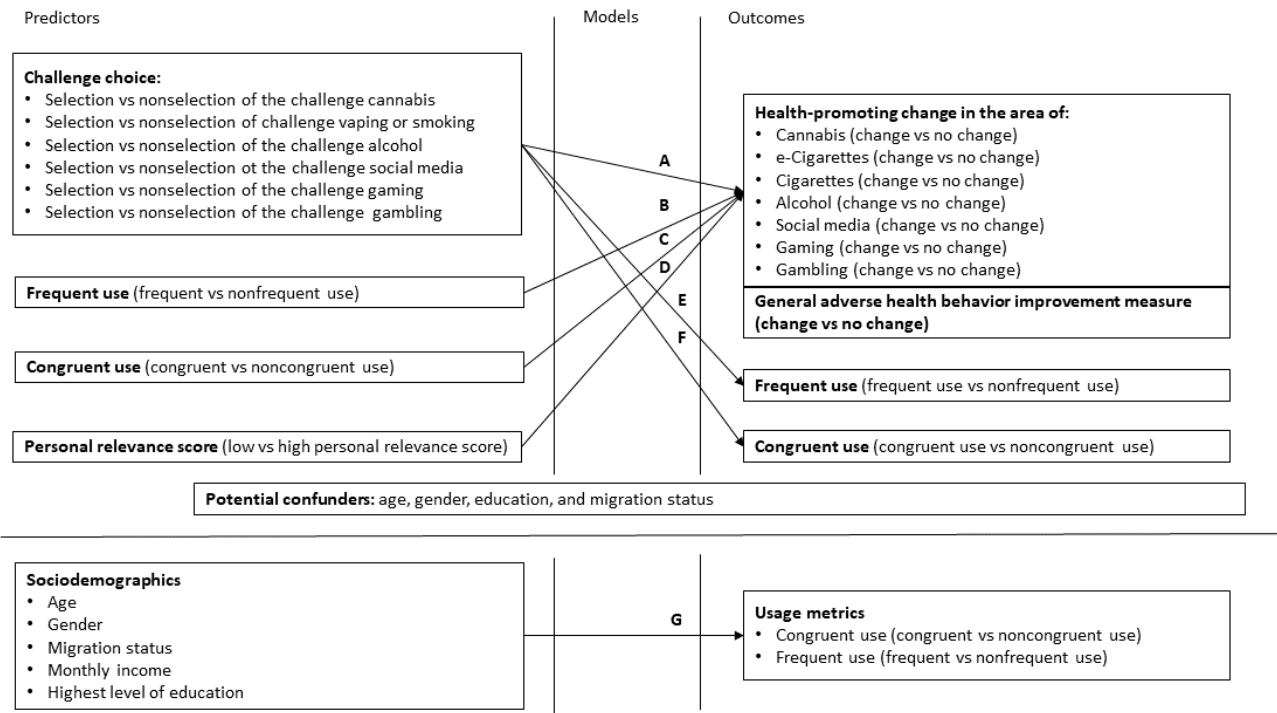 Predictors
Models
Outcomes
Challenge choice:
• Selection vs nonselection of the challenge cannabis
• Selection vs nonselection of challenge vaping or smoking
• Selection vs nonselection of the challenge alcohol
• Selection vs nonselection ot the challenge social media
• Selection vs nonselection of the challenge gaming
• Selection vs nonselection of the challenge gambling
Frequent use (frequent vs nonfrequent use)
Congruent use (congruent vs noncongruent use)
Personal relevance score (low vs high personal relevance score)
A
B
C
D
E
F
Health-promoting change in the area of:
• Cannabis (change vs no change)
• e-Cigarettes (change vs no change)
• Cigarettes (change vs no change)
• Alcohol (change vs no change)
• Social media (change vs no change)
• Gaming (change vs no change)
• Gambling (change vs no change)
General adverse health behavior improvement measure
(change vs no change)
Frequent use (frequent use vs nonfrequent use)
Congruent use (congruent use vs noncongruent use)
Potential confunders: age, gender, education, and migration status
Sociodemographics
• Age
• Gender
• Migration status
• Monthly income
• Highest level of education
G
Usage metrics
• Congruent use (congruent vs noncongruent use)
• Frequent use (frequent vs nonfrequent use)